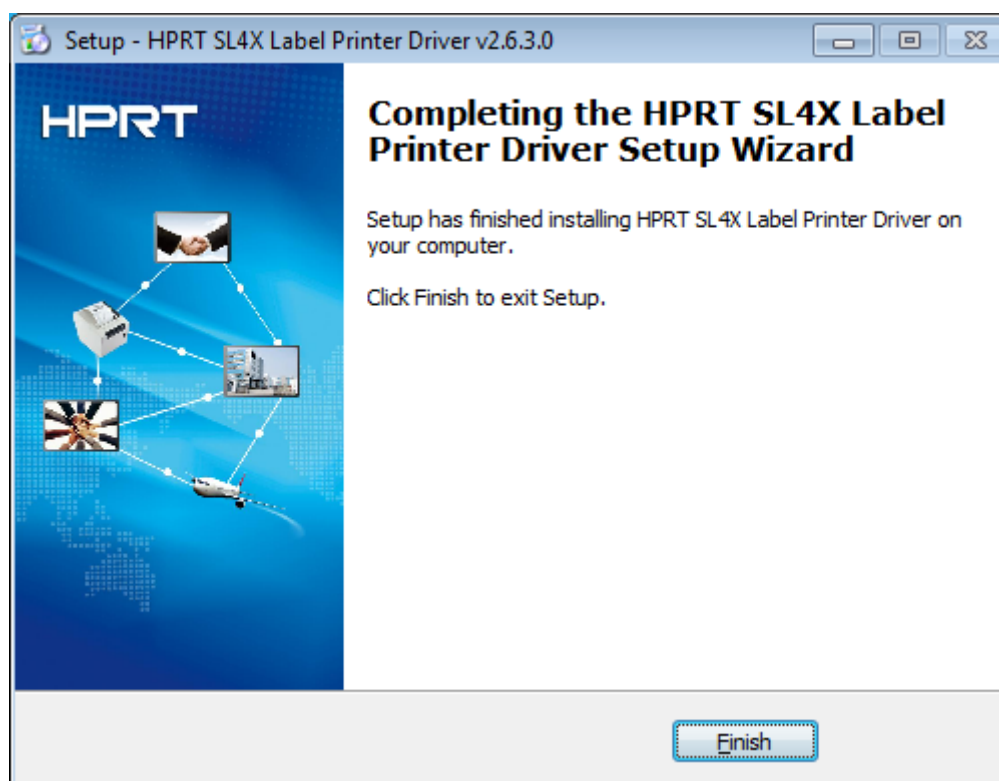 Setup - HPRT SL4X Label Printer Driver v2.6.3.0
HPRT
Completing the HPRT SL4X Label
Printer Driver Setup Wizard
Setup has finished installing HPRT SL4X Label Printer Driver on
your computer.
Click Finish to exit Setup.
Finish